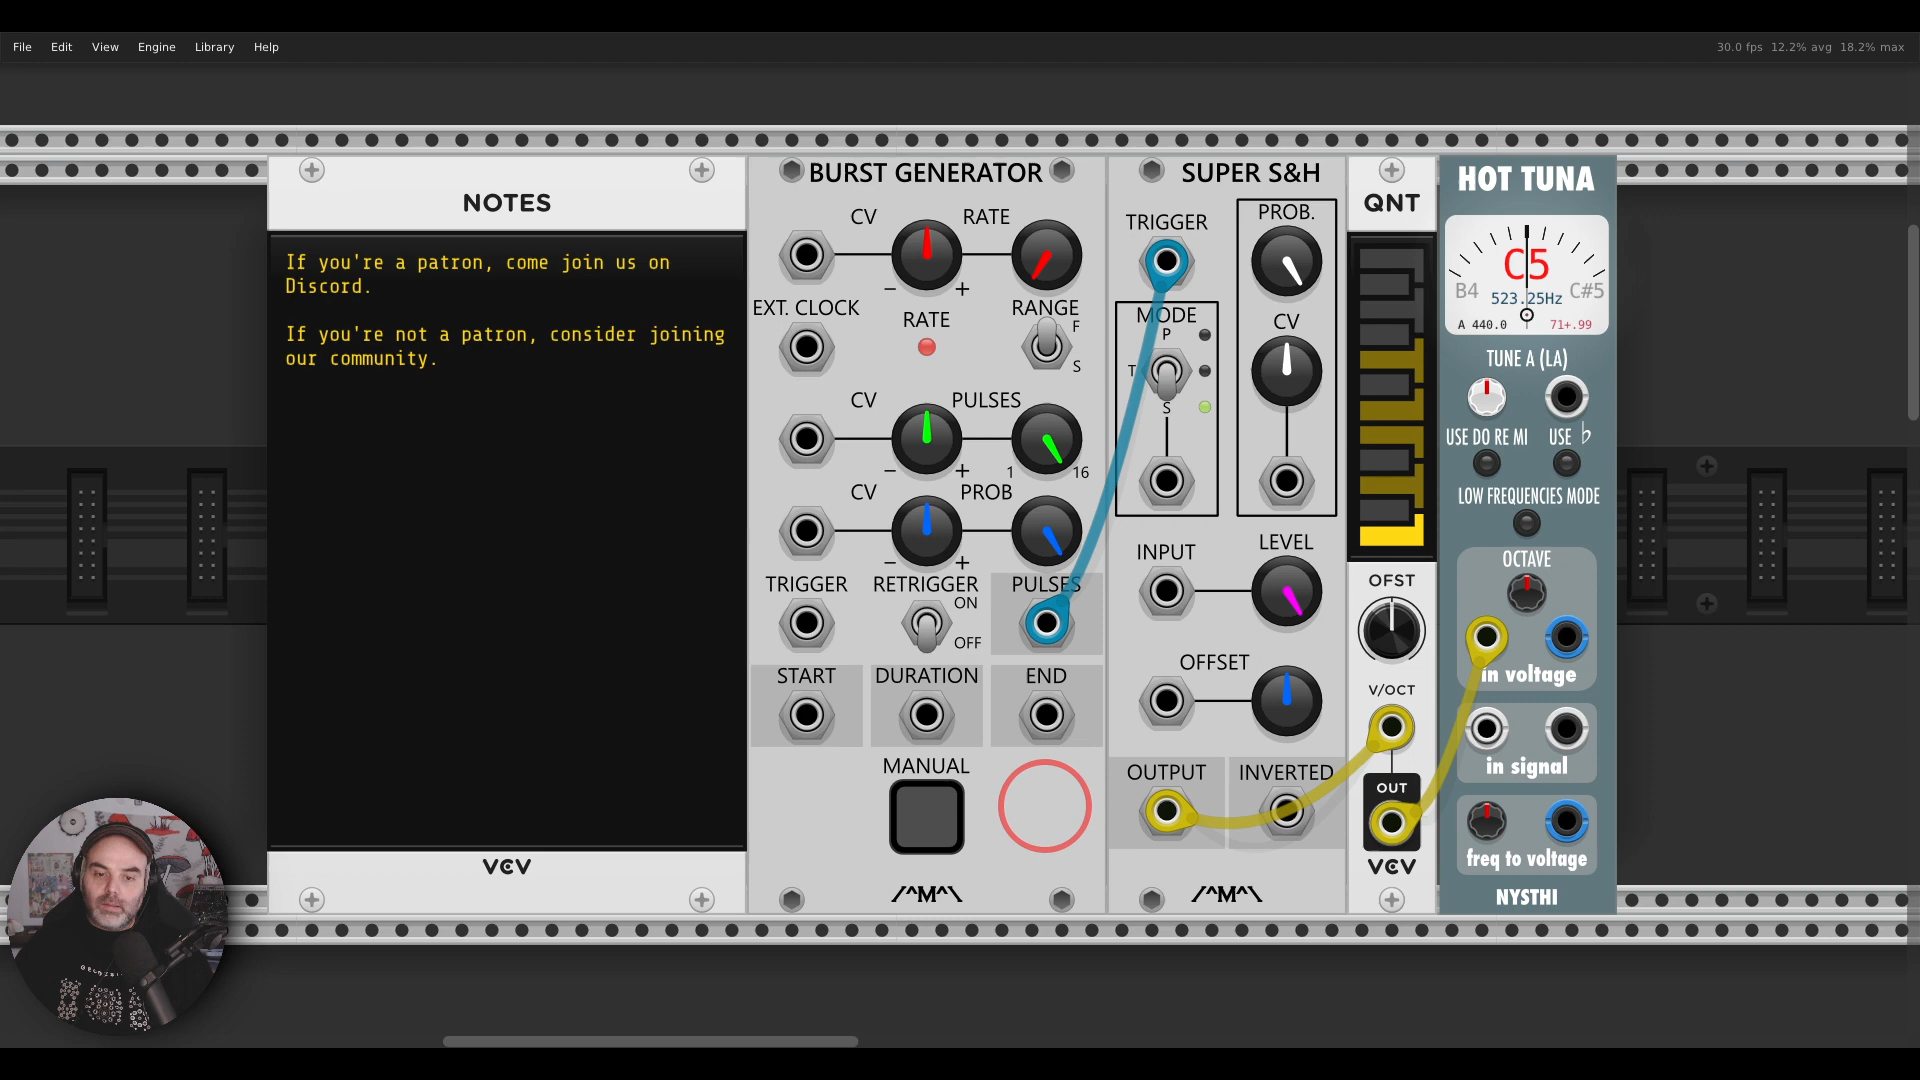 File Edit View Engine Library Help
30.0 fps 12.2% avg 18.2% max
NOTES
If you're a patron, come join us on
Discord.
If you're not a patron, consider joining
our community.
VCV
BURST GENERATOR
CV RATE
- +
EXT. CLOCK RATE RANGE
F
S
CV PULSES
- + 1 16
CV PROB
- +
TRIGGER RETRIGGER PULSES
ON
OFF
START DURATION END
MANUAL
/^M^\
SUPER S&H
TRIGGER PROB.
MODE CV
P
T
S
INPUT LEVEL
OFFSET
OUTPUT INVERTED
/^M^\
QNT
OFST
V/OCT
OUT
VCV
HOT TUNA
C5
B4 523.25Hz C#5
A 440.0 71+.99
TUNE A (LA)
USE DO RE MI USE ♭
LOW FREQUENCIES MODE
OCTAVE
in voltage
in signal
freq to voltage
NYSTHI